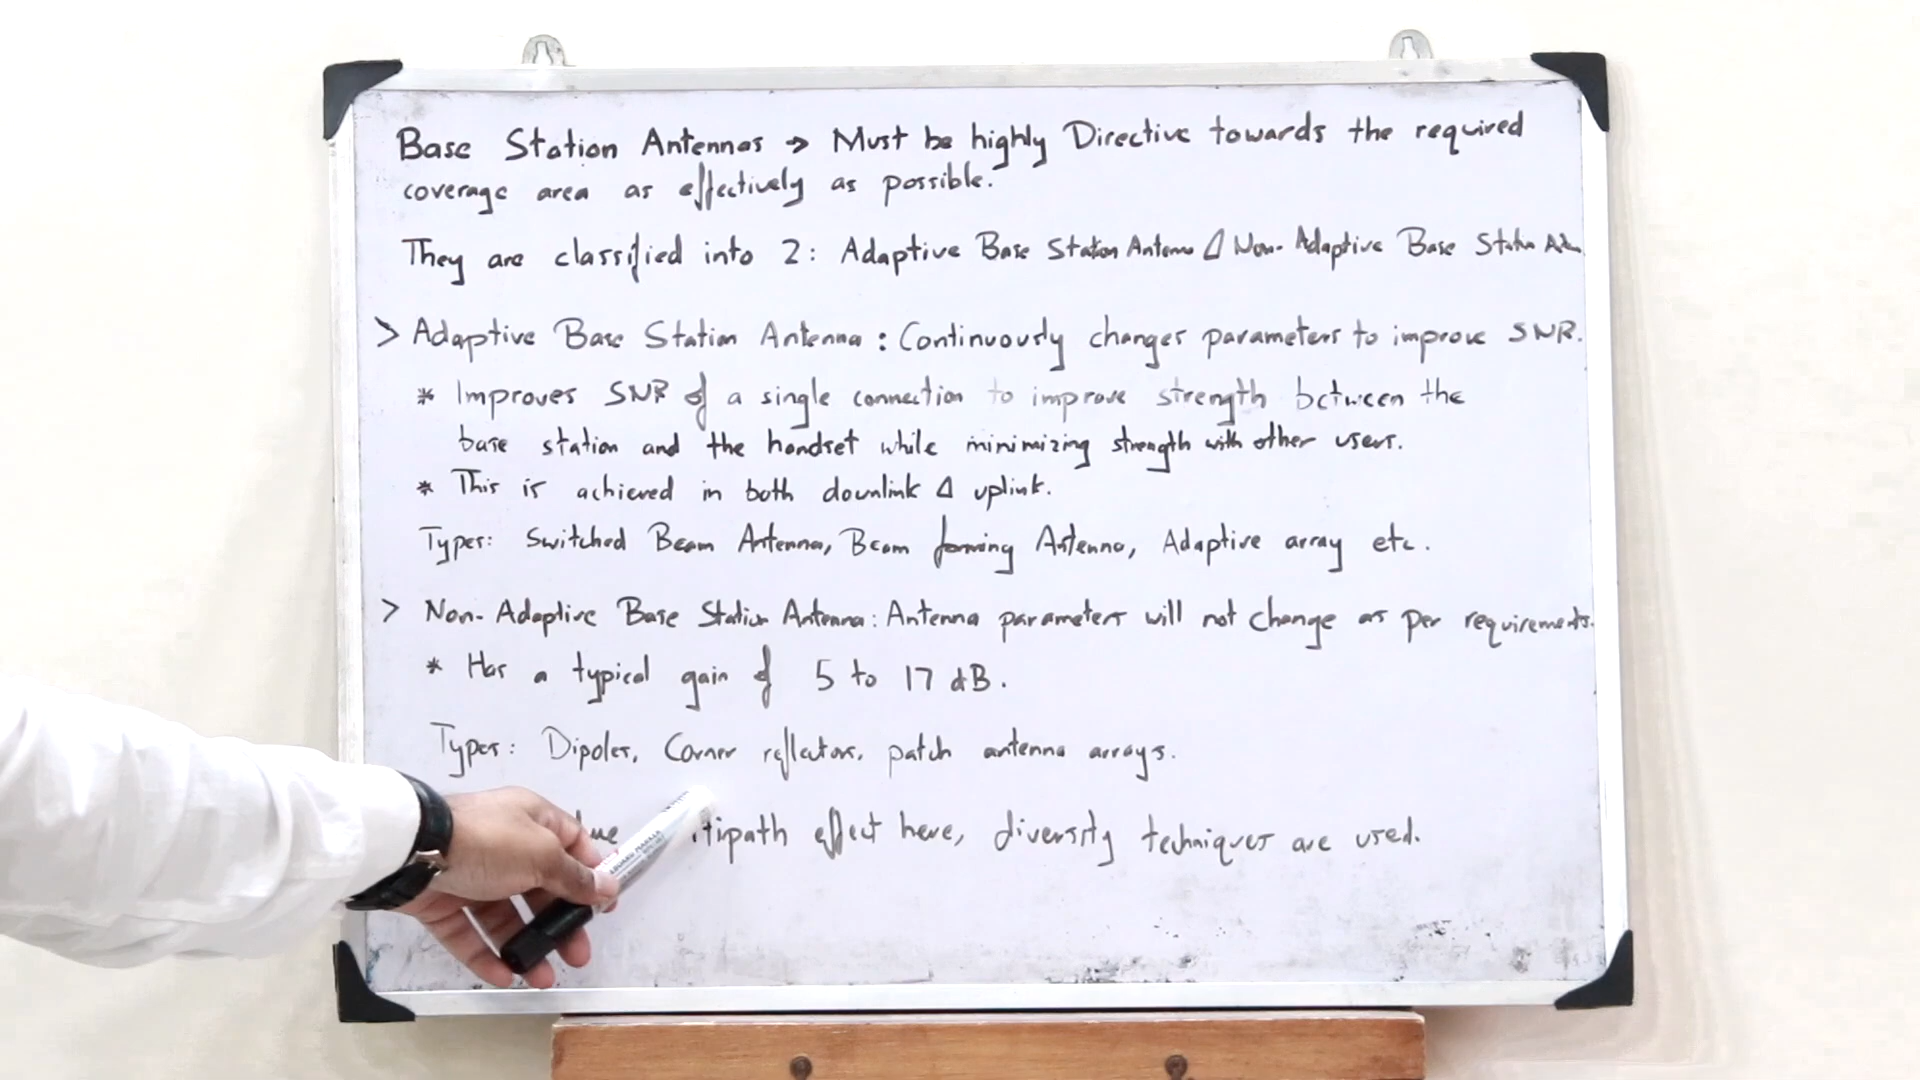 Base Station Antennas → Must be highly Directive towards the required
coverage area as effectively as possible.
They are classified into 2: Adaptive Base Station Antenna & Non-Adaptive Base Station Antn
> Adaptive Base Station Antenna : Continuously changes parameters to improve SNR.
* Improves SNR of a single connection to improve strength between the
base station and the handset while minimizing strength with other users.
* This is achieved in both downlink & uplink.
Types: Switched Beam Antenna, Beam forming Antenna, Adaptive array etc.
> Non-Adaptive Base Station Antenna : Antenna parameters will not change as per requirements.
* Has a typical gain of 5 to 17 dB.
Types: Dipoles, Corner reflectors, patch antenna arrays.
effect here, diversity techniques are used.